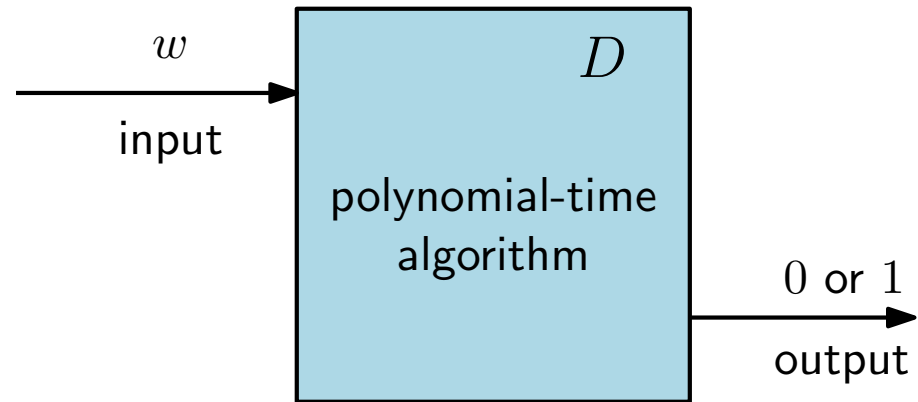 w
input
D
polynomial-time
algorithm
0 or 1
output